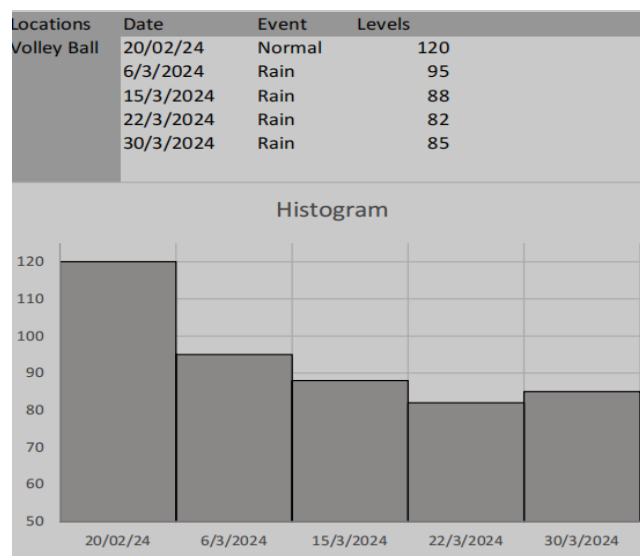 Locations Date Event Levels
Volley Ball 20/02/24 Normal 120
6/3/2024 Rain 95
15/3/2024 Rain 88
22/3/2024 Rain 82
30/3/2024 Rain 85
Histogram
120
110
100
90
80
70
60
50
20/02/24 6/3/2024 15/3/2024 22/3/2024 30/3/2024